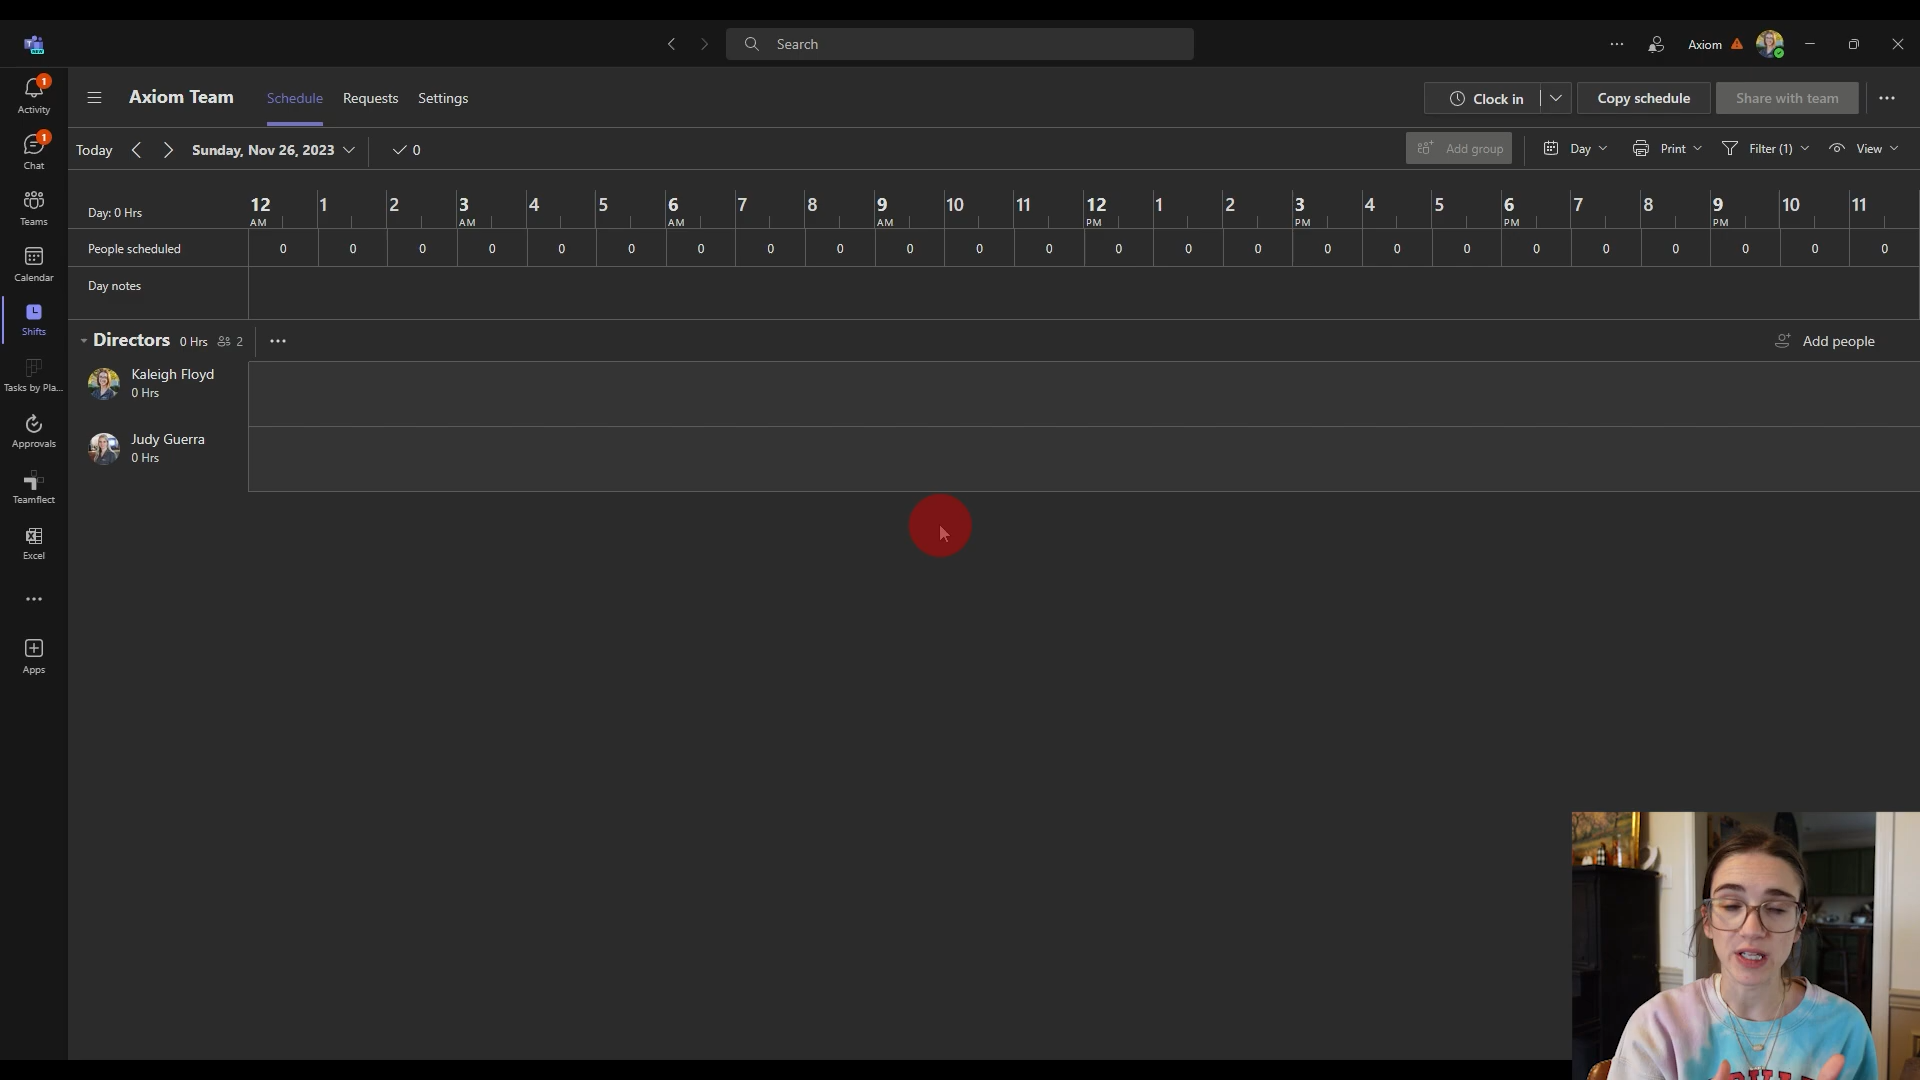 Search
Axiom
Activity
Chat
Teams
Calendar
Shifts
Tasks by Pla...
Approvals
Teamflect
Excel
Apps
Axiom Team Schedule Requests Settings
Clock in Copy schedule Share with team
Today Sunday, Nov 26, 2023 0
Add group Day Print Filter (1) View
Day: 0 Hrs 12 AM 1 2 3 AM 4 5 6 AM 7 8 9 AM 10 11 12 PM 1 2 3 PM 4 5 6 PM 7 8 9 PM 10 11
People scheduled 0 0 0 0 0 0 0 0 0 0 0 0 0 0 0 0 0 0 0 0 0 0 0 0
Day notes
Directors 0 Hrs 2 Add people
Kaleigh Floyd
0 Hrs
Judy Guerra
0 Hrs